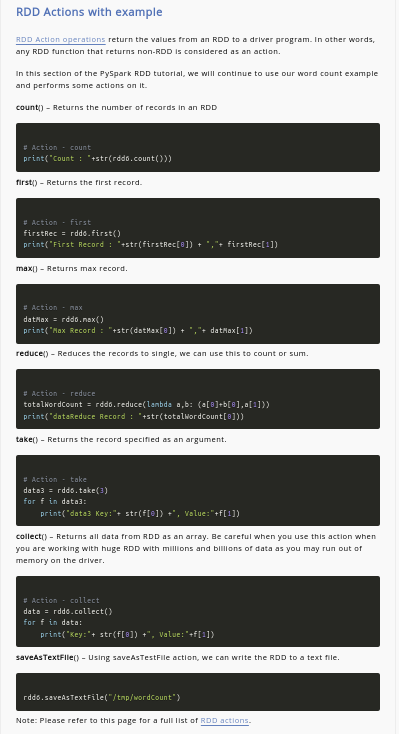 RDD Actions with example
RDD Action operations return the values from an RDD to a driver program. In other words,
any RDD function that returns non-RDD is considered as an action.
In this section of the PySpark RDD tutorial, we will continue to use our word count example
and performs some actions on it.
count() – Returns the number of records in an RDD
# Action - count
print("Count : "+str(rdd6.count()))
first() – Returns the first record.
# Action - first
firstRec = rdd6.first()
print("First Record : "+str(firstRec[0]) + ","+ firstRec[1])
max() – Returns max record.
# Action - max
datMax = rdd6.max()
print("Max Record : "+str(datMax[0]) + ","+ datMax[1])
reduce() – Reduces the records to single, we can use this to count or sum.
# Action - reduce
totalWordCount = rdd6.reduce(lambda a,b: (a[0]+b[0],a[1]))
print("dataReduce Record : "+str(totalWordCount[0]))
take() – Returns the record specified as an argument.
# Action - take
data3 = rdd6.take(3)
for f in data3:
    print("data3 Key:"+ str(f[0]) +", Value:"+f[1])
collect() – Returns all data from RDD as an array. Be careful when you use this action when
you are working with huge RDD with millions and billions of data as you may run out of
memory on the driver.
# Action - collect
data = rdd6.collect()
for f in data:
    print("Key:"+ str(f[0]) +", Value:"+f[1])
saveAsTextFile() – Using saveAsTestFile action, we can write the RDD to a text file.
rdd6.saveAsTextFile("/tmp/wordCount")
Note: Please refer to this page for a full list of RDD actions.